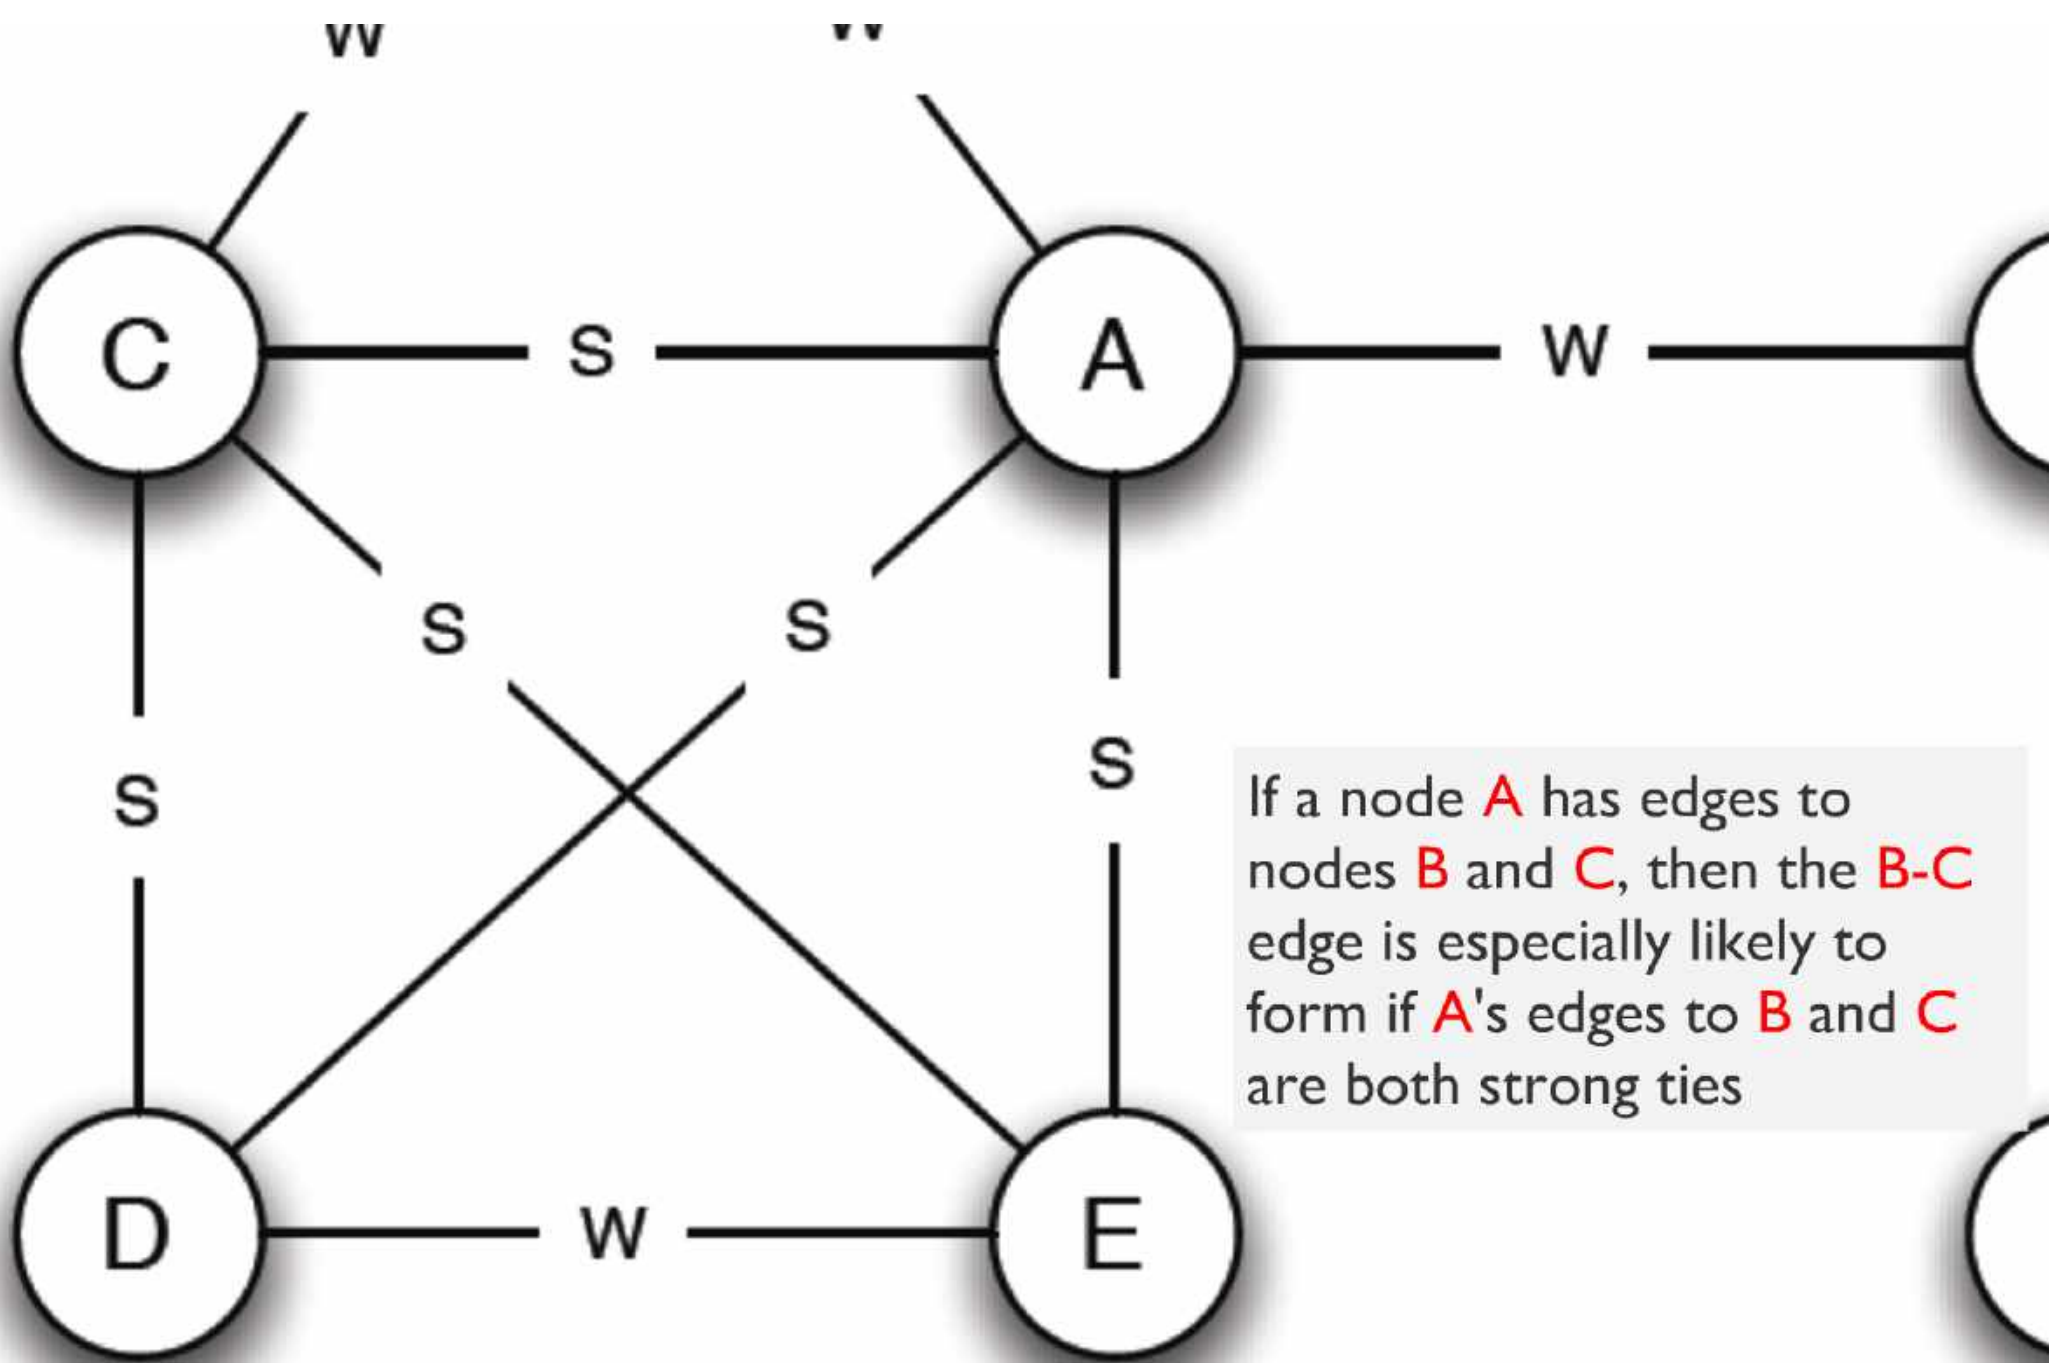 W W
C S A W
S S
S S
If a node A has edges to
nodes B and C, then the B-C
edge is especially likely to
form if A's edges to B and C
are both strong ties
D W E